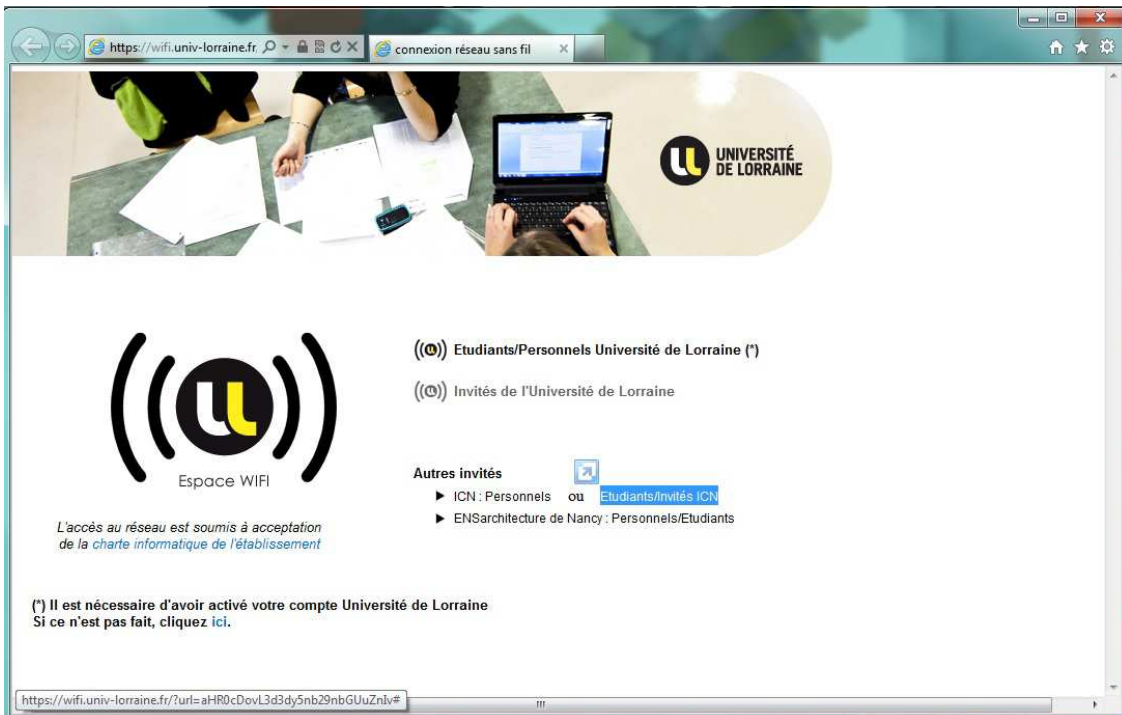 https://wifi.univ-lorraine.fr
connexion réseau sans fil
UNIVERSITÉ
DE LORRAINE
Etudiants/Personnels Université de Lorraine (*)
Invités de l'Université de Lorraine
Espace WIFI
Autres invités
ICN : Personnels ou Etudiants/Invités ICN
ENSarchitecture de Nancy : Personnels/Etudiants
L'accès au réseau est soumis à acceptation
de la charte informatique de l'établissement
(*) Il est nécessaire d'avoir activé votre compte Université de Lorraine
Si ce n'est pas fait, cliquez ici.
https://wifi.univ-lorraine.fr/?url=aHR0cDovL3d3dy5nb29nbGUuZnIv#